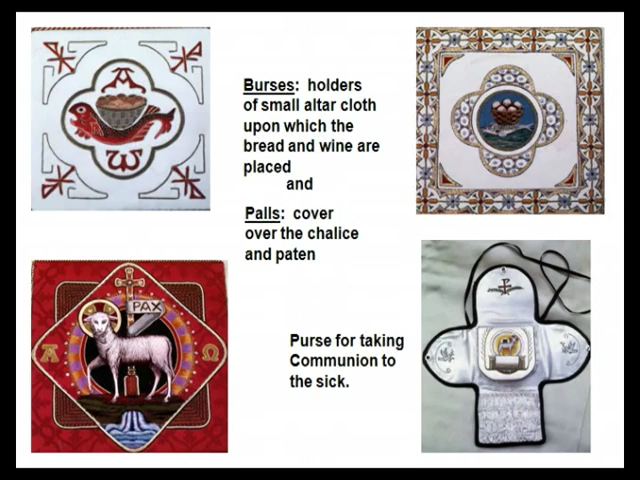 Burses: holders
of small altar cloth
upon which the
bread and wine are
placed
and
Palls: cover
over the chalice
and paten
PAX
Α Ω
Purse for taking
Communion to
the sick.